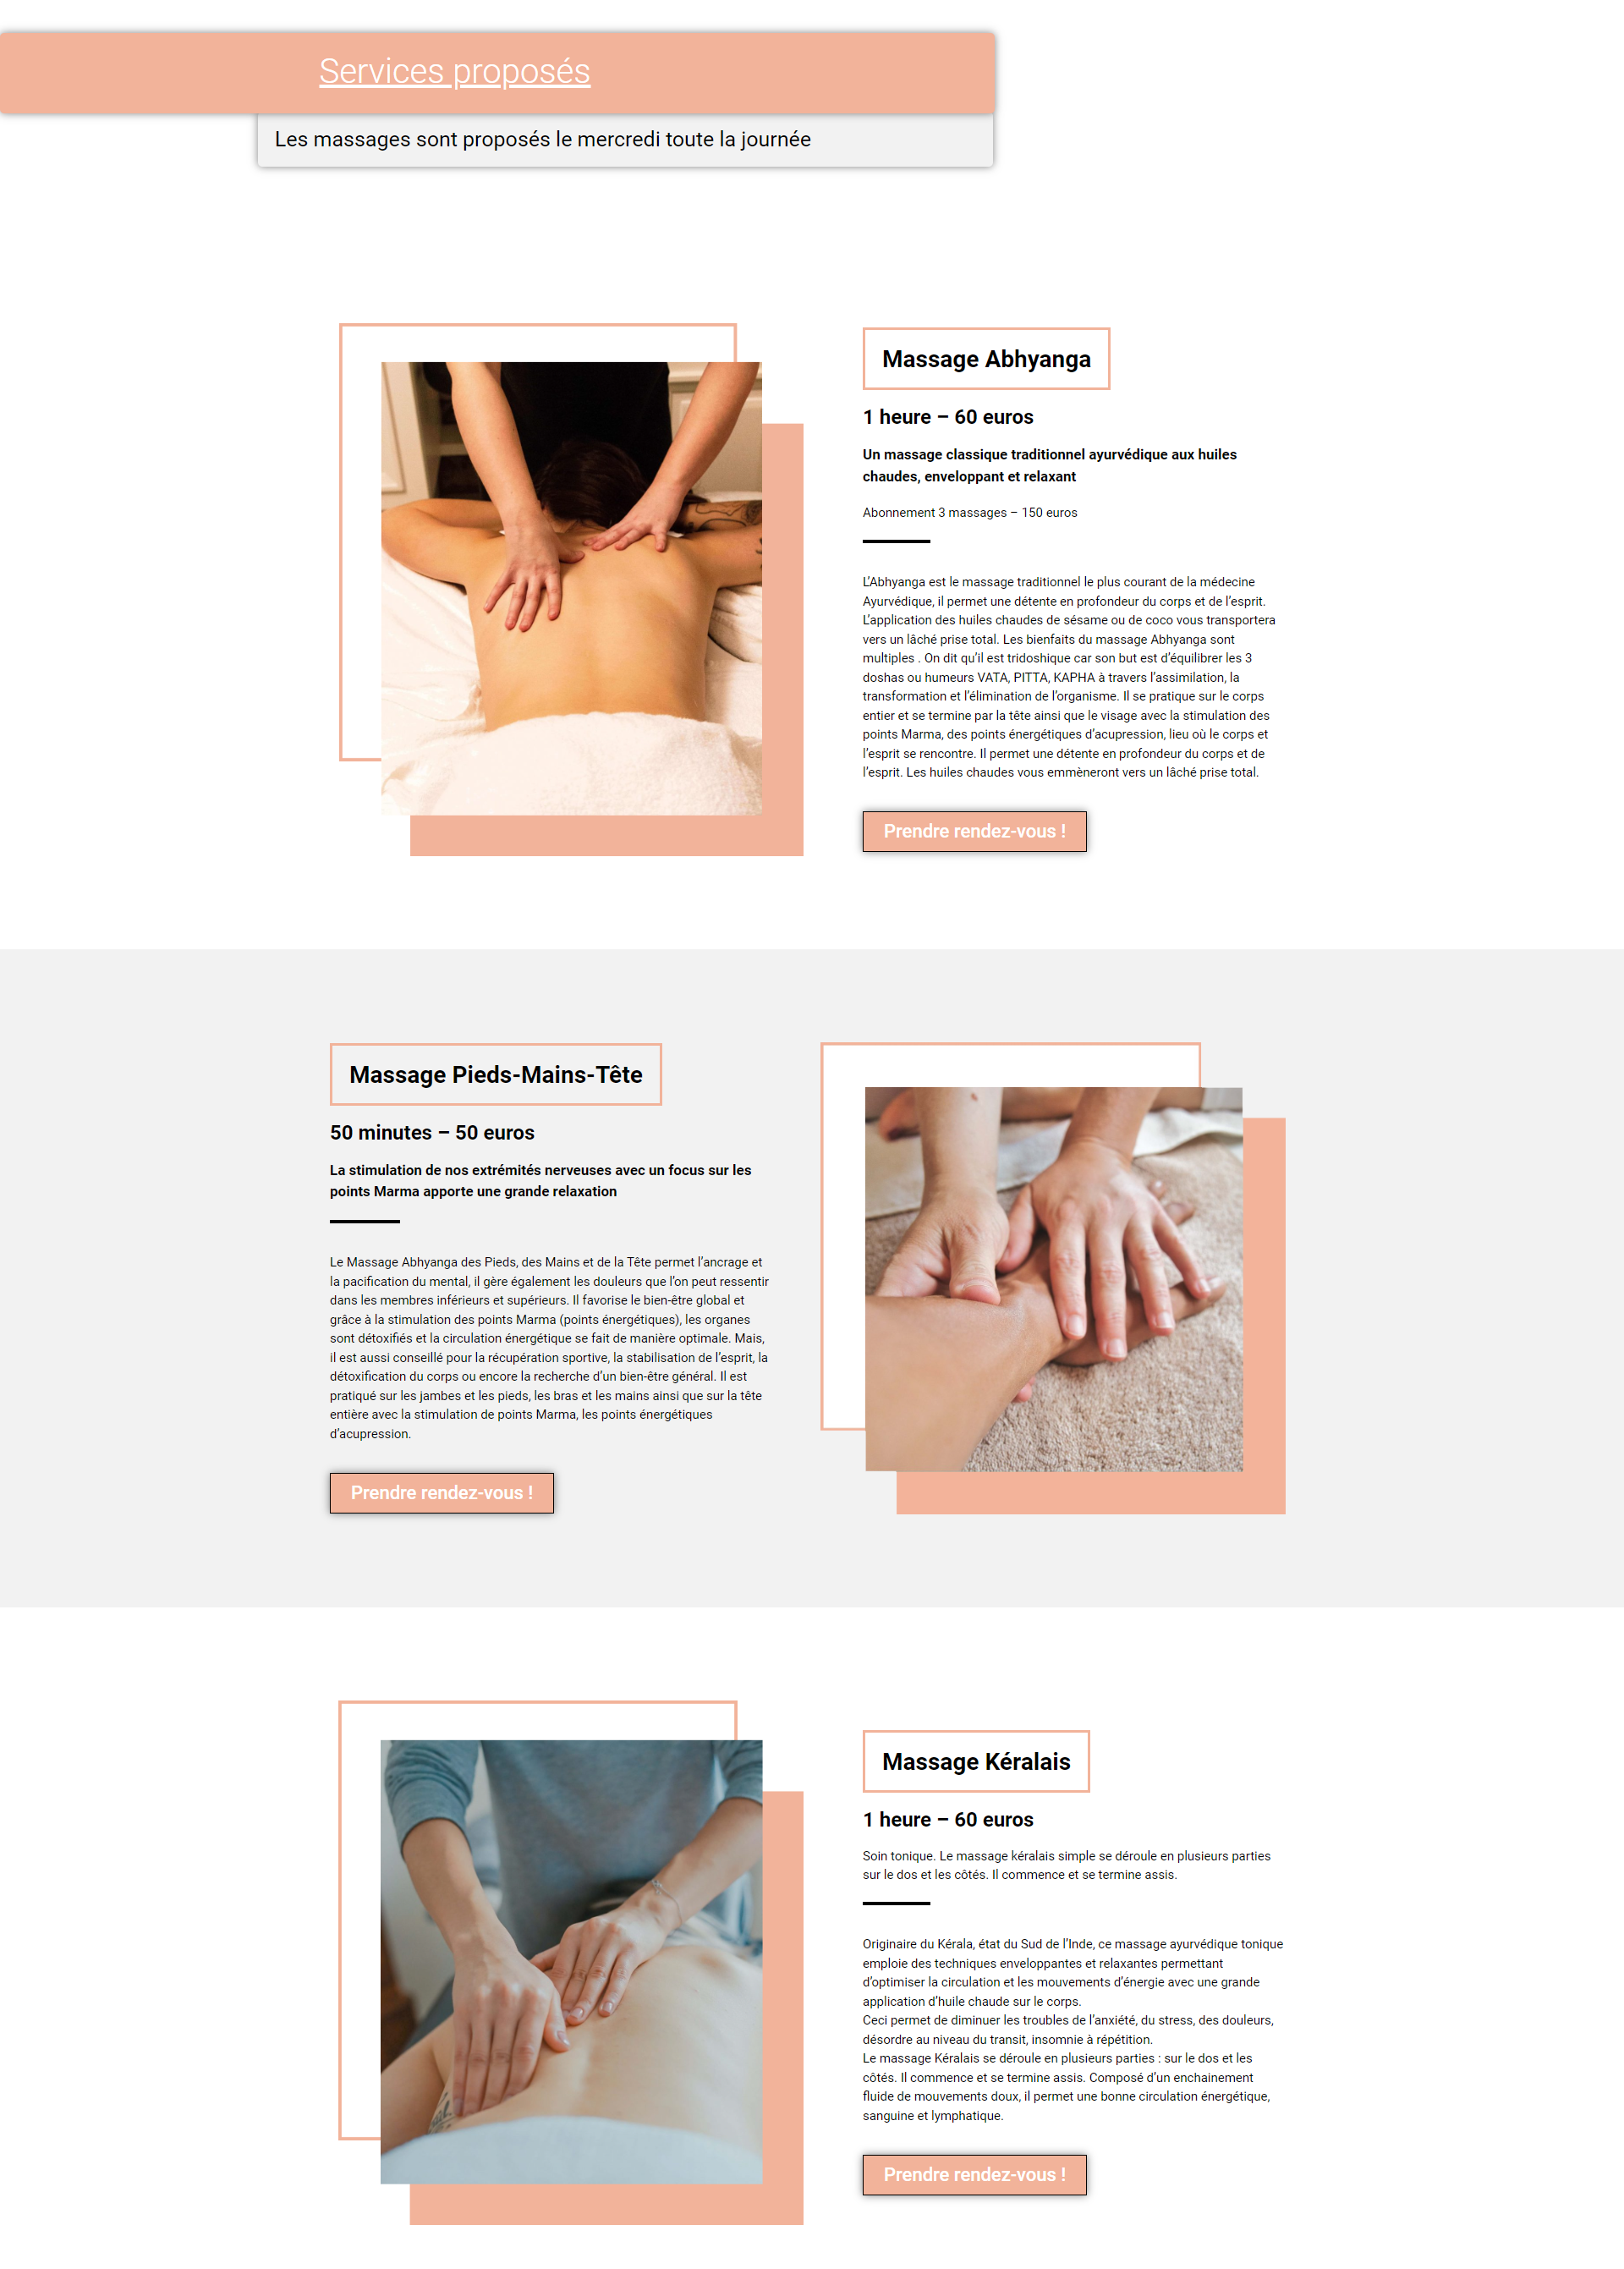 Services proposés
Les massages sont proposés le mercredi toute la journée
Massage Abhyanga
1 heure – 60 euros
Un massage classique traditionnel ayurvédique aux huiles
chaudes, enveloppant et relaxant
Abonnement 3 massages – 150 euros
L’Abhyanga est le massage traditionnel le plus courant de la médecine
Ayurvédique, il permet une détente en profondeur du corps et de l’esprit.
L’application des huiles chaudes de sésame ou de coco vous transportera
vers un lâché prise total. Les bienfaits du massage Abhyanga sont
multiples . On dit qu’il est tridoshique car son but est d’équilibrer les 3
doshas ou humeurs VATA, PITTA, KAPHA à travers l’assimilation, la
transformation et l’élimination de l’organisme. Il se pratique sur le corps
entier et se termine par la tête ainsi que le visage avec la stimulation des
points Marma, des points énergétiques d’acupression, lieu où le corps et
l’esprit se rencontre. Il permet une détente en profondeur du corps et de
l’esprit. Les huiles chaudes vous emmèneront vers un lâché prise total.
Prendre rendez-vous !
Massage Pieds-Mains-Tête
50 minutes – 50 euros
La stimulation de nos extrémités nerveuses avec un focus sur les
points Marma apporte une grande relaxation
Le Massage Abhyanga des Pieds, des Mains et de la Tête permet l’ancrage et
la pacification du mental, il gère également les douleurs que l’on peut ressentir
dans les membres inférieurs et supérieurs. Il favorise le bien-être global et
grâce à la stimulation des points Marma (points énergétiques), les organes
sont détoxifiés et la circulation énergétique se fait de manière optimale. Mais,
il est aussi conseillé pour la récupération sportive, la stabilisation de l’esprit, la
détoxification du corps ou encore la recherche d’un bien-être général. Il est
pratiqué sur les jambes et les pieds, les bras et les mains ainsi que sur la tête
entière avec la stimulation de points Marma, les points énergétiques
d’acupression.
Prendre rendez-vous !
Massage Kéralais
1 heure – 60 euros
Soin tonique. Le massage kéralais simple se déroule en plusieurs parties
sur le dos et les côtés. Il commence et se termine assis.
Originaire du Kérala, état du Sud de l’Inde, ce massage ayurvédique tonique
emploie des techniques enveloppantes et relaxantes permettant
d’optimiser la circulation et les mouvements d’énergie avec une grande
application d’huile chaude sur le corps.
Ceci permet de diminuer les troubles de l’anxiété, du stress, des douleurs,
désordre au niveau du transit, insomnie à répétition.
Le massage Kéralais se déroule en plusieurs parties : sur le dos et les
côtés. Il commence et se termine assis. Composé d’un enchainement
fluide de mouvements doux, il permet une bonne circulation énergétique,
sanguine et lymphatique.
Prendre rendez-vous !